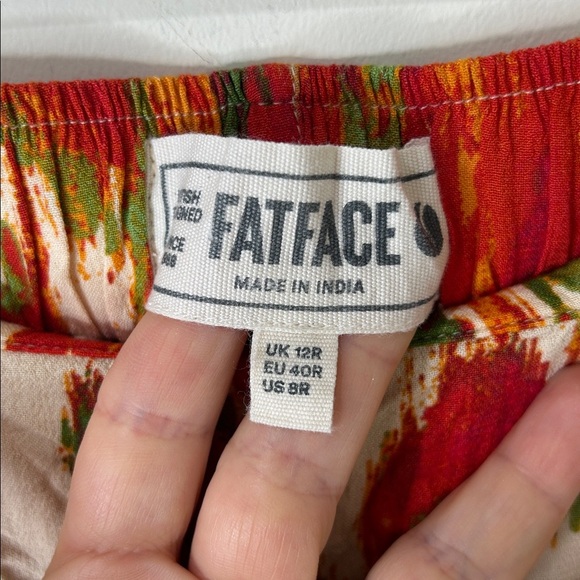 FATFACE
MADE IN INDIA
UK 12R
EU 40R
US 8R